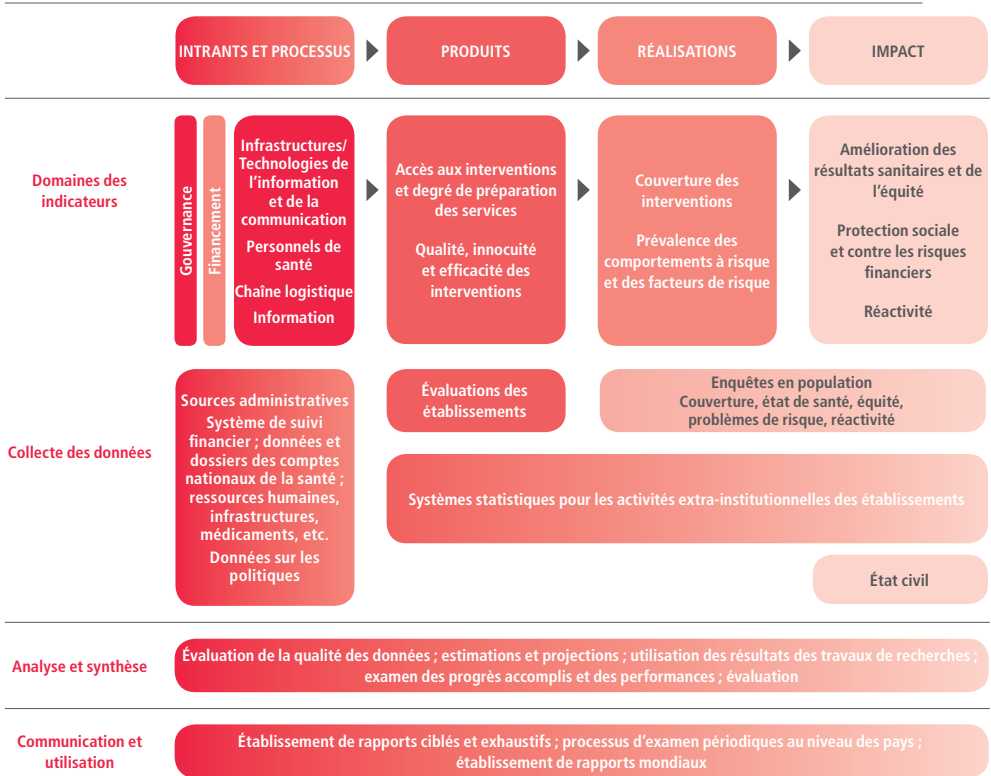 INTRANTS ET PROCESSUS
PRODUITS
RÉALISATIONS
IMPACT
Domaines des
indicateurs
Gouvernance
Financement
Infrastructures/
Technologies de
l'information
et de la
communication
Personnels de
santé
Chaîne logistique
Information
Accès aux interventions
et degré de préparation
des services
Qualité, innocuité
et efficacité des
interventions
Couverture des
interventions
Prévalence des
comportements à risque
et des facteurs de risque
Amélioration des
résultats sanitaires et de
l'équité
Protection sociale
et contre les risques
financiers
Réactivité
Collecte des données
Sources administratives
Système de suivi
financier ; données et
dossiers des comptes
nationaux de la santé ;
ressources humaines,
infrastructures,
médicaments, etc.
Données sur les
politiques
Évaluations des
établissements
Enquêtes en population
Couverture, état de santé, équité,
problèmes de risque, réactivité
Systèmes statistiques pour les activités extra-institutionnelles des établissements
État civil
Analyse et synthèse
Évaluation de la qualité des données ; estimations et projections ; utilisation des résultats des travaux de recherches ;
examen des progrès accomplis et des performances ; évaluation
Communication et
utilisation
Établissement de rapports ciblés et exhaustifs ; processus d'examen périodiques au niveau des pays ;
établissement de rapports mondiaux